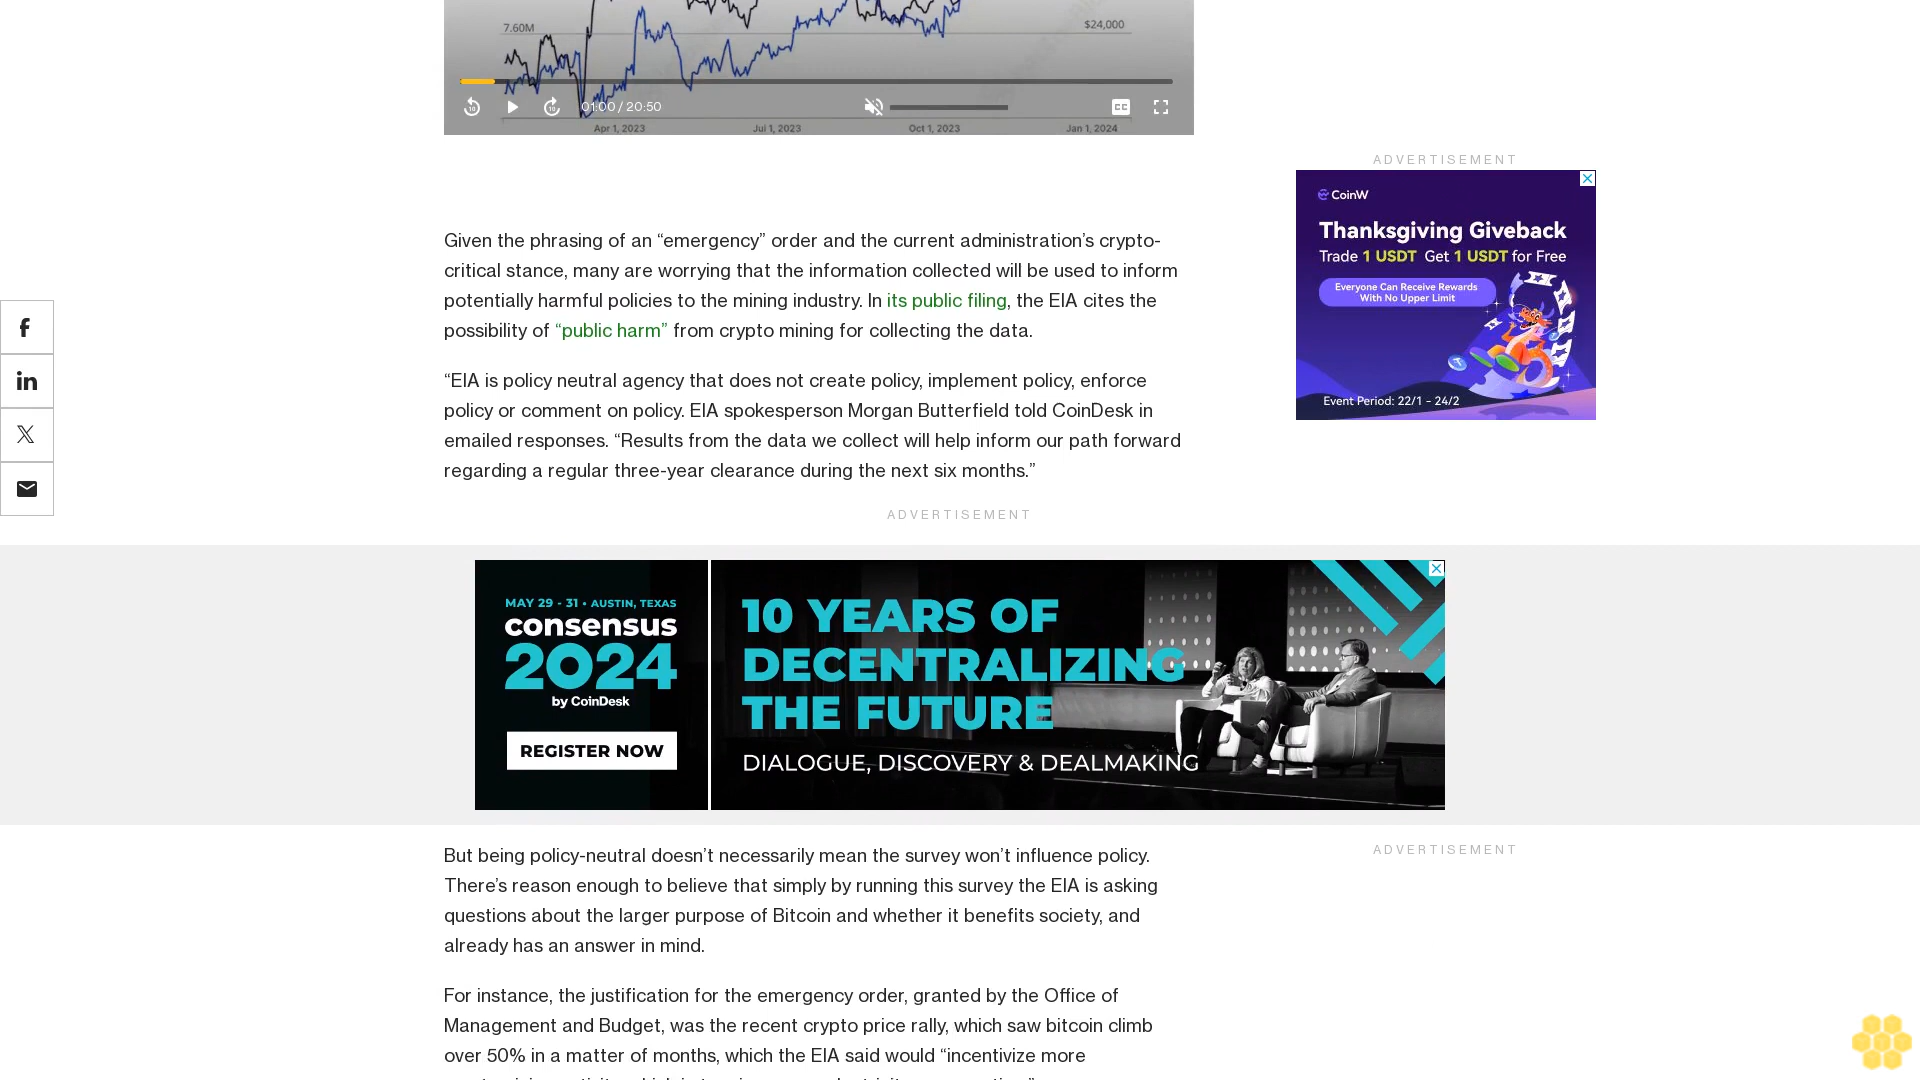 7.60M
$24,000
10
10
01:00 / 20:50
CC
Apr 1, 2023
Jul 1, 2023
Oct 1, 2023
Jan 1, 2024
ADVERTISEMENT
CoinW
Thanksgiving Giveback
Trade 1 USDT Get 1 USDT for Free
Everyone Can Receive Rewards
With No Upper Limit
Event Period: 22/1 - 24/2
Given the phrasing of an “emergency” order and the current administration’s crypto-
critical stance, many are worrying that the information collected will be used to inform
potentially harmful policies to the mining industry. In its public filing, the EIA cites the
possibility of “public harm” from crypto mining for collecting the data.
“EIA is policy neutral agency that does not create policy, implement policy, enforce
policy or comment on policy. EIA spokesperson Morgan Butterfield told CoinDesk in
emailed responses. “Results from the data we collect will help inform our path forward
regarding a regular three-year clearance during the next six months.”
ADVERTISEMENT
MAY 29 - 31 • AUSTIN, TEXAS
consensus
2024
by CoinDesk
REGISTER NOW
10 YEARS OF
DECENTRALIZING
THE FUTURE
DIALOGUE, DISCOVERY & DEALMAKING
But being policy-neutral doesn’t necessarily mean the survey won’t influence policy.
There’s reason enough to believe that simply by running this survey the EIA is asking
questions about the larger purpose of Bitcoin and whether it benefits society, and
already has an answer in mind.
ADVERTISEMENT
For instance, the justification for the emergency order, granted by the Office of
Management and Budget, was the recent crypto price rally, which saw bitcoin climb
over 50% in a matter of months, which the EIA said would “incentivize more